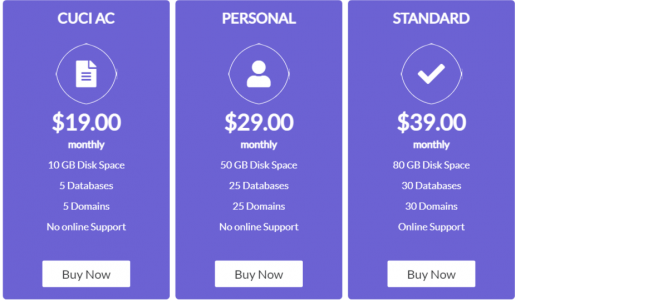 CUCI AC
$19.00
monthly
10 GB Disk Space
5 Databases
5 Domains
No online Support
Buy Now
PERSONAL
$29.00
monthly
50 GB Disk Space
25 Databases
25 Domains
No online Support
Buy Now
STANDARD
$39.00
monthly
80 GB Disk Space
30 Databases
30 Domains
Online Support
Buy Now